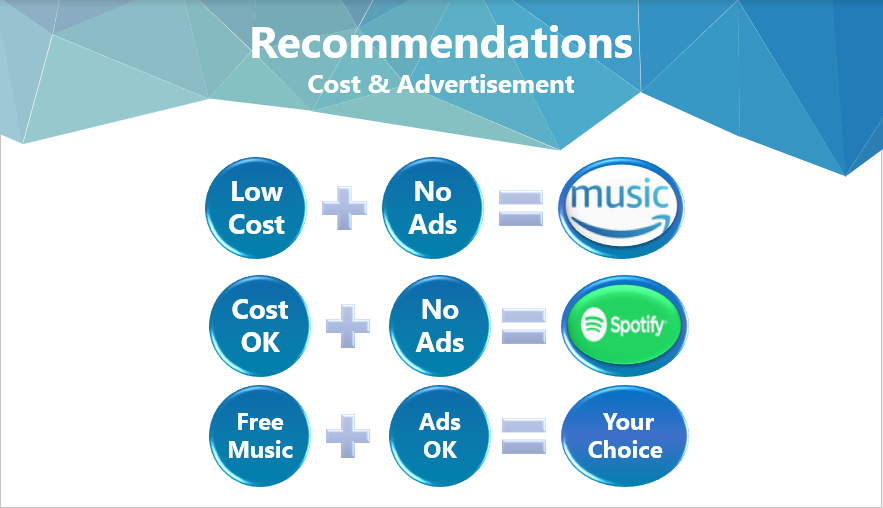 Recommendations
Cost & Advertisement
Low
Cost
No
Ads
music
Cost
OK
No
Ads
Spotify
Free
Music
Ads
OK
Your
Choice